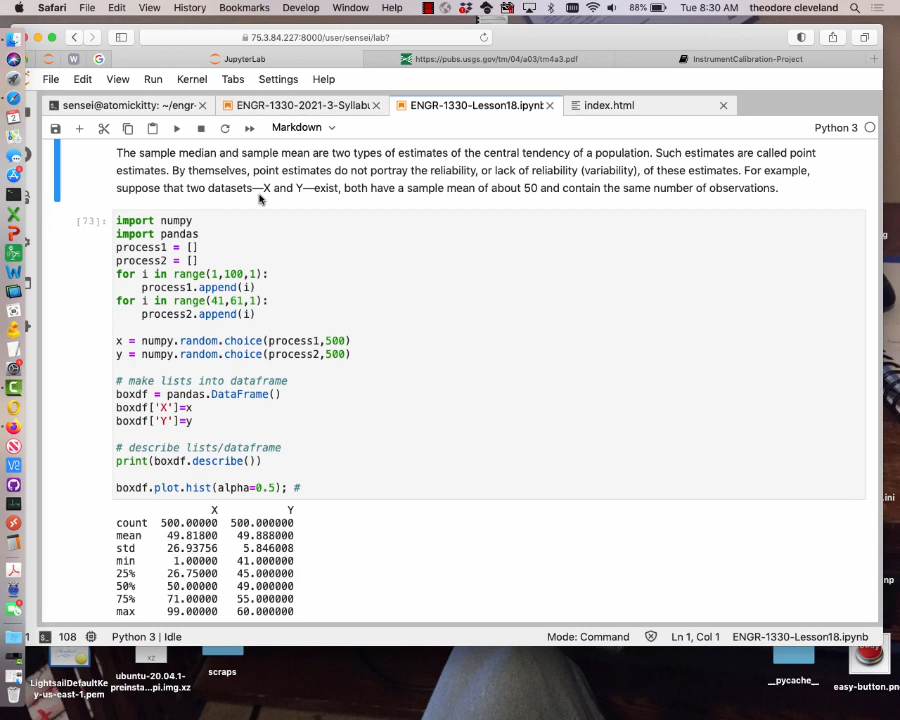 Safari File Edit View History Bookmarks Develop Window Help 88% Tue 8:30 AM theodore cleveland
75.3.84.227:8000/user/sensei/lab?
W G JupyterLab https://pubs.usgs.gov/tm/04/a03/tm4a3.pdf InstrumentCalibration-Project
File Edit View Run Kernel Tabs Settings Help
sensei@atomickitty: ~/engr- ENGR-1330-2021-3-Syllabu ENGR-1330-Lesson18.ipynb index.html
Markdown Python 3
The sample median and sample mean are two types of estimates of the central tendency of a population. Such estimates are called point
estimates. By themselves, point estimates do not portray the reliability, or lack of reliability (variability), of these estimates. For example,
suppose that two datasets—X and Y—exist, both have a sample mean of about 50 and contain the same number of observations.
[73]: import numpy
import pandas
process1 = []
process2 = []
for i in range(1,100,1):
process1.append(i)
for i in range(41,61,1):
process2.append(i)
x = numpy.random.choice(process1,500)
y = numpy.random.choice(process2,500)
# make lists into dataframe
boxdf = pandas.DataFrame()
boxdf['X']=x
boxdf['Y']=y
# describe lists/dataframe
print(boxdf.describe())
boxdf.plot.hist(alpha=0.5); #
X Y
count 500.00000 500.000000
mean 49.81800 49.888000
std 26.93756 5.846008
min 1.00000 41.000000
25% 26.75000 45.000000
50% 50.00000 49.000000
75% 71.00000 55.000000
max 99.00000 60.000000
1 108 Python 3 | Idle Mode: Command Ln 1, Col 1 ENGR-1330-Lesson18.ipynb
LightsailDefaultKe
y-us-east-1.pem
xz
ubuntu-20.04.1-
preinsta...pi.img.xz
scraps
__pycache__
easy-button.pn
.ini
np